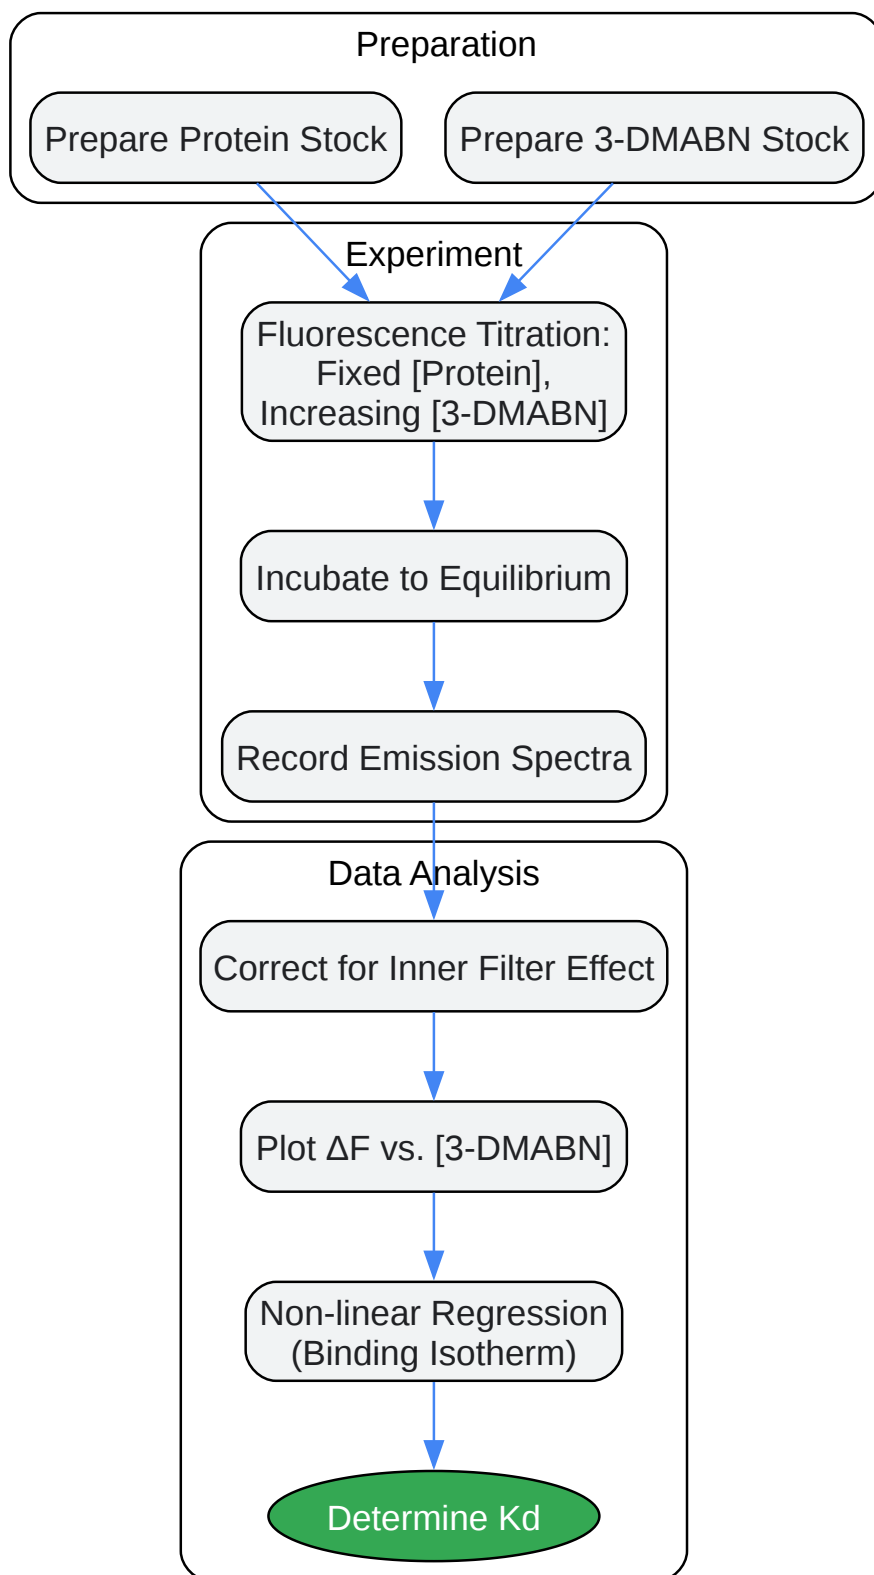 Preparation
Prepare Protein Stock
Prepare 3-DMABN Stock
Experiment
Fluorescence Titration:
Fixed [Protein],
Increasing [3-DMABN]
Incubate to Equilibrium
Record Emission Spectra
Data Analysis
Correct for Inner Filter Effect
Plot ΔF vs. [3-DMABN]
Non-linear Regression
(Binding Isotherm)
Determine Kd